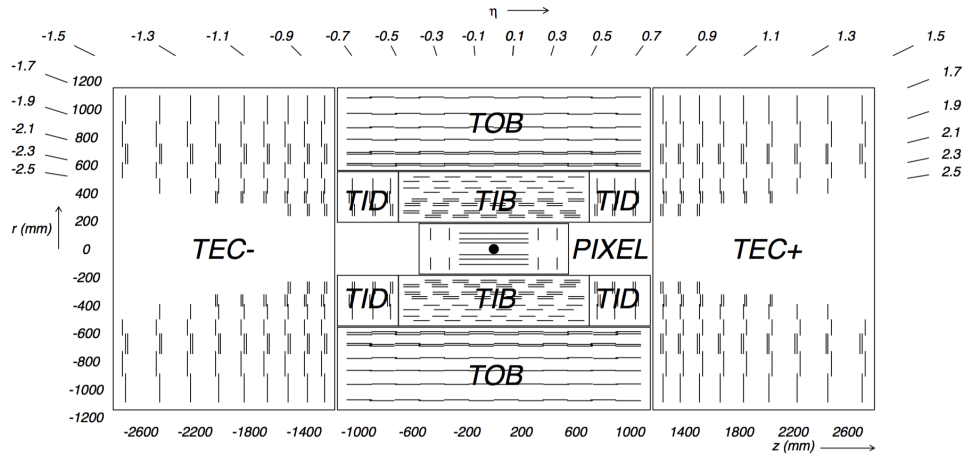 η
-1.5 -1.3 -1.1 -0.9 -0.7 -0.5 -0.3 -0.1 0.1 0.3 0.5 0.7 0.9 1.1 1.3 1.5
-1.7 1.7
1200
-1.9 1000 1.9
-2.1 800 TOB 2.1
-2.3 600 2.3
-2.5 2.5
400 TID TIB TID
200
r (mm)
0 TEC- PIXEL TEC+
-200
-400 TID TIB TID
-600
-800 TOB
-1000
-1200
-2600 -2200 -1800 -1400 -1000 -600 -200 200 600 1000 1400 1800 2200 2600
z (mm)